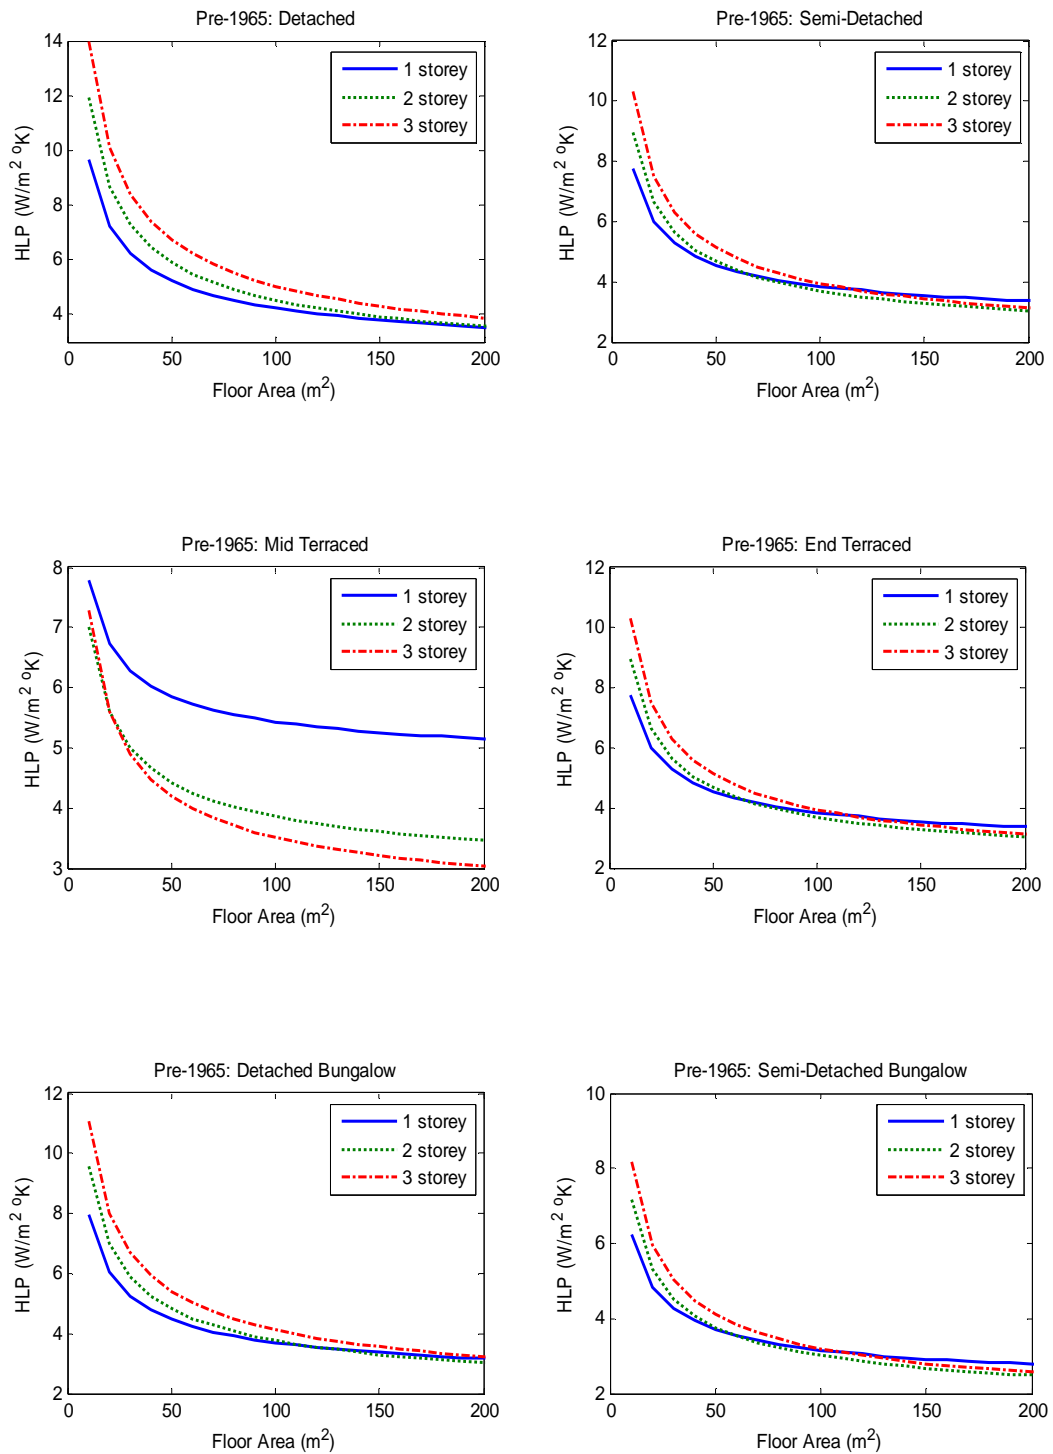 Pre-1965: Detached
14
12
10
8
6
4
HLP (W/m² ᵒK)
1 storey
2 storey
3 storey
0 50 100 150 200
Floor Area (m²)
Pre-1965: Semi-Detached
12
10
8
6
4
2
HLP (W/m² ᵒK)
1 storey
2 storey
3 storey
0 50 100 150 200
Floor Area (m²)
Pre-1965: Mid Terraced
8
7
6
5
4
3
HLP (W/m² ᵒK)
1 storey
2 storey
3 storey
0 50 100 150 200
Floor Area (m²)
Pre-1965: End Terraced
12
10
8
6
4
2
HLP (W/m² ᵒK)
1 storey
2 storey
3 storey
0 50 100 150 200
Floor Area (m²)
Pre-1965: Detached Bungalow
12
10
8
6
4
2
HLP (W/m² ᵒK)
1 storey
2 storey
3 storey
0 50 100 150 200
Floor Area (m²)
Pre-1965: Semi-Detached Bungalow
10
8
6
4
2
HLP (W/m² ᵒK)
1 storey
2 storey
3 storey
0 50 100 150 200
Floor Area (m²)